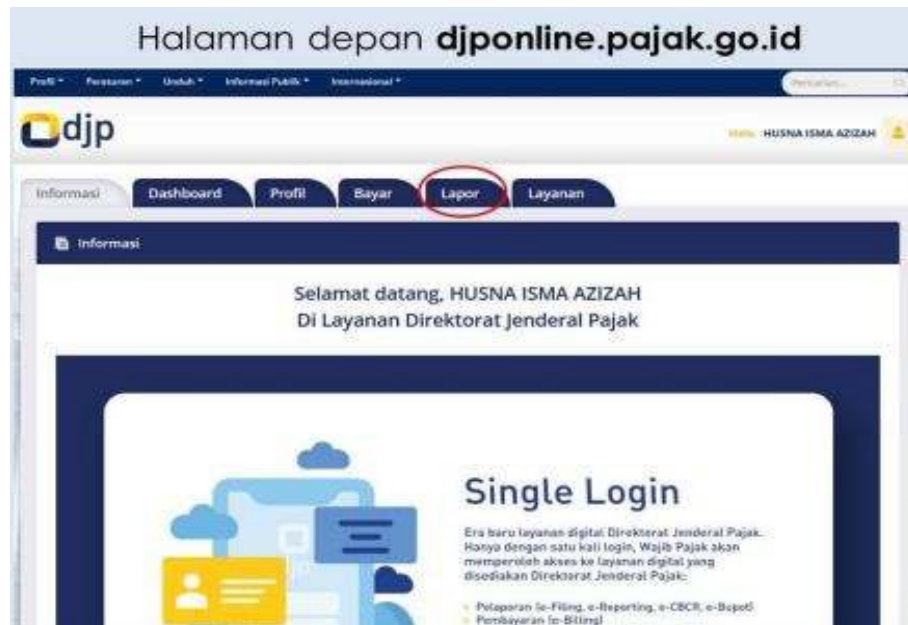 Halaman depan djponline.pajak.go.id
Profil Peraturan Unduh Informasi Publik Internasional
Pencarian...
djp
HUSNA ISMA AZIZAH
Informasi Dashboard Profil Bayar Lapor Layanan
Informasi
Selamat datang, HUSNA ISMA AZIZAH
Di Layanan Direktorat Jenderal Pajak
Single Login
Era baru layanan digital Direktorat Jenderal Pajak.
Hanya dengan satu kali login, Wajib Pajak akan
memperoleh akses ke layanan digital yang
disediakan Direktorat Jenderal Pajak:
Pelaporan (e-Filing, e-Reporting, e-CBCR, e-Bupot)
Pembayaran (e-Billing)